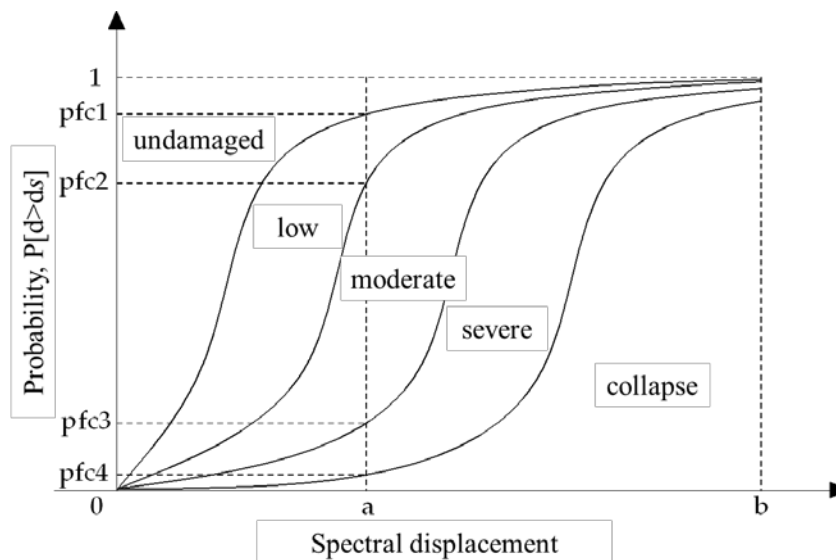 1
pfc1
undamaged
pfc2
low
moderate
severe
collapse
pfc3
pfc4
0
a
b
Probability, P[d>ds]
Spectral displacement